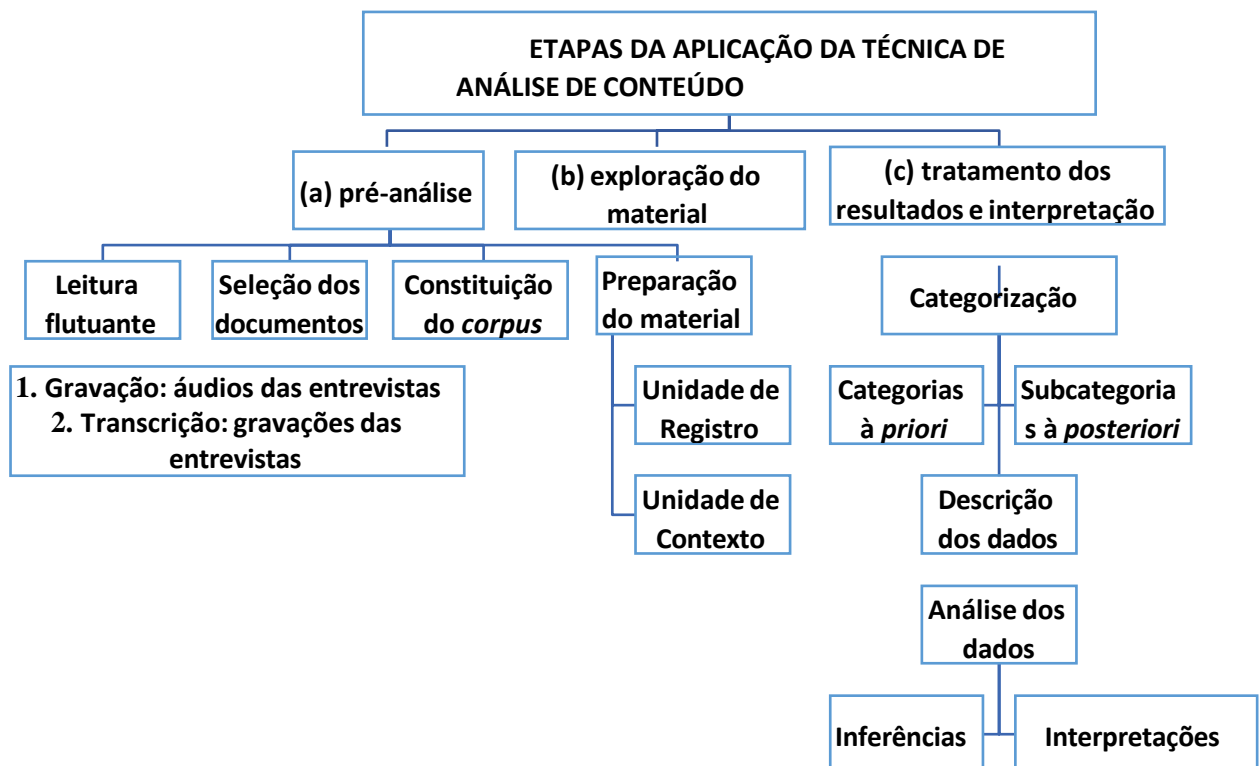 ETAPAS DA APLICAÇÃO DA TÉCNICA DE
ANÁLISE DE CONTEÚDO
(a) pré-análise
(b) exploração do
material
(c) tratamento dos
resultados e interpretação
Leitura
flutuante
Seleção dos
documentos
Constituição
do corpus
Preparação
do material
Categorização
1. Gravação: áudios das entrevistas
2. Transcrição: gravações das
entrevistas
Unidade de
Registro
Categorias
à priori
Subcategoria
s à posteriori
Unidade de
Contexto
Descrição
dos dados
Análise dos
dados
Inferências
Interpretações